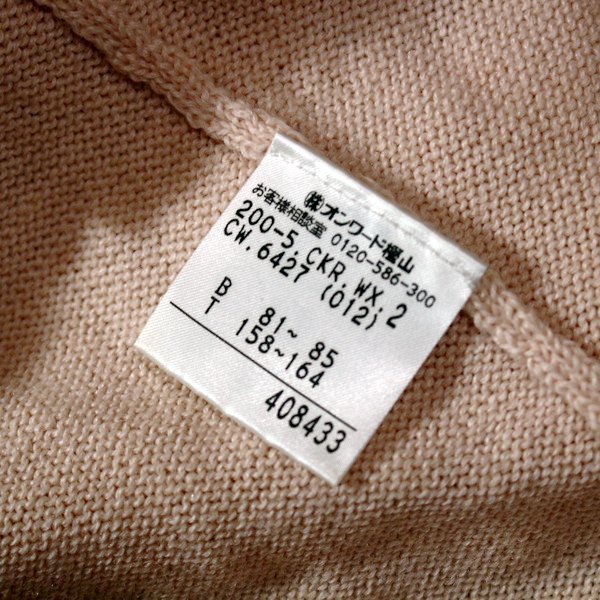 (株)オンワード樫山
お客様相談室 0120-586-300
200-5 CKR WX 2
CW.6427 (012)
B 81~ 85
T 158~164
408433